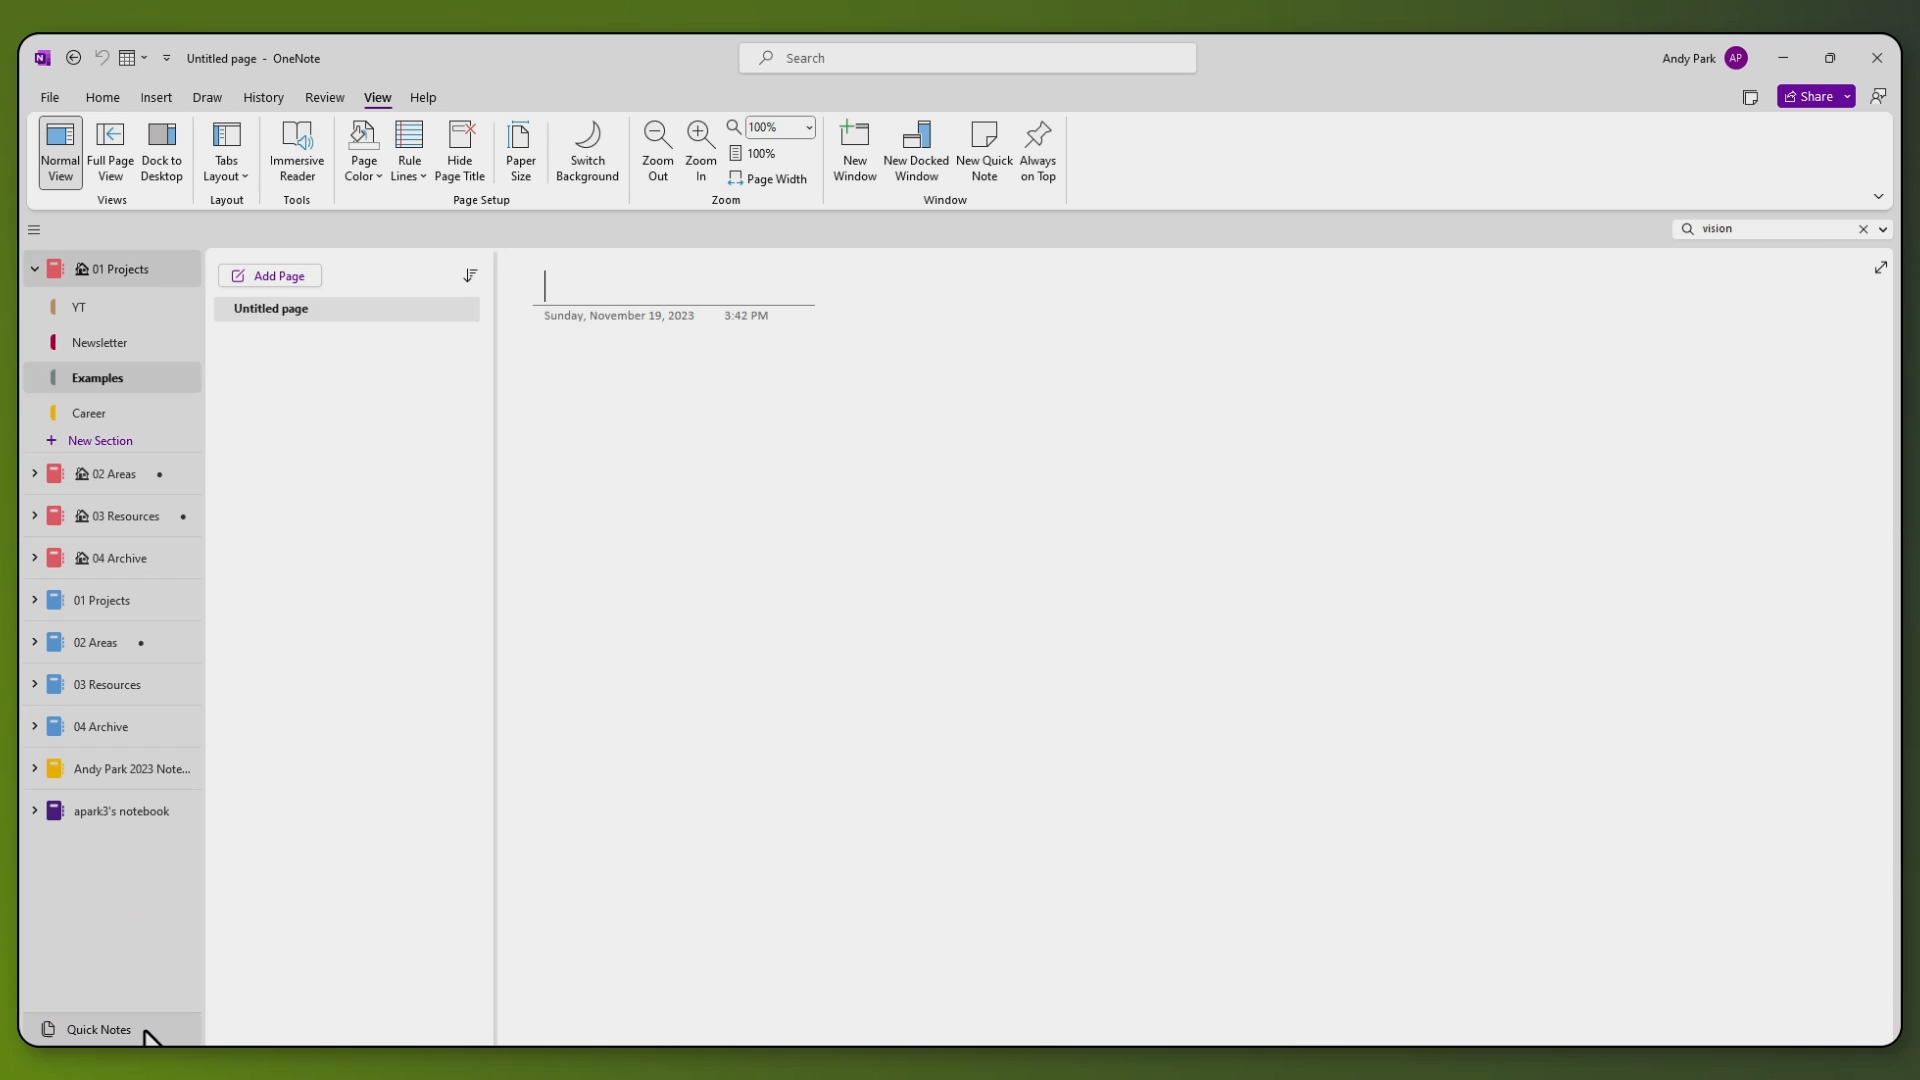 Untitled page - OneNote
Search
Andy Park AP
File Home Insert Draw History Review View Help
Share
Normal View
Full Page View
Dock to Desktop
Views
Tabs Layout
Layout
Immersive Reader
Tools
Page Color
Rule Lines
Hide Page Title
Paper Size
Switch Background
Page Setup
Zoom Out
Zoom In
100%
100%
Page Width
Zoom
New Window
New Docked Window
New Quick Note
Always on Top
Window
vision
01 Projects
YT
Newsletter
Examples
Career
+ New Section
02 Areas •
03 Resources •
04 Archive
01 Projects
02 Areas •
03 Resources
04 Archive
Andy Park 2023 Note...
apark3's notebook
Quick Notes
Add Page
Untitled page
Sunday, November 19, 2023 3:42 PM